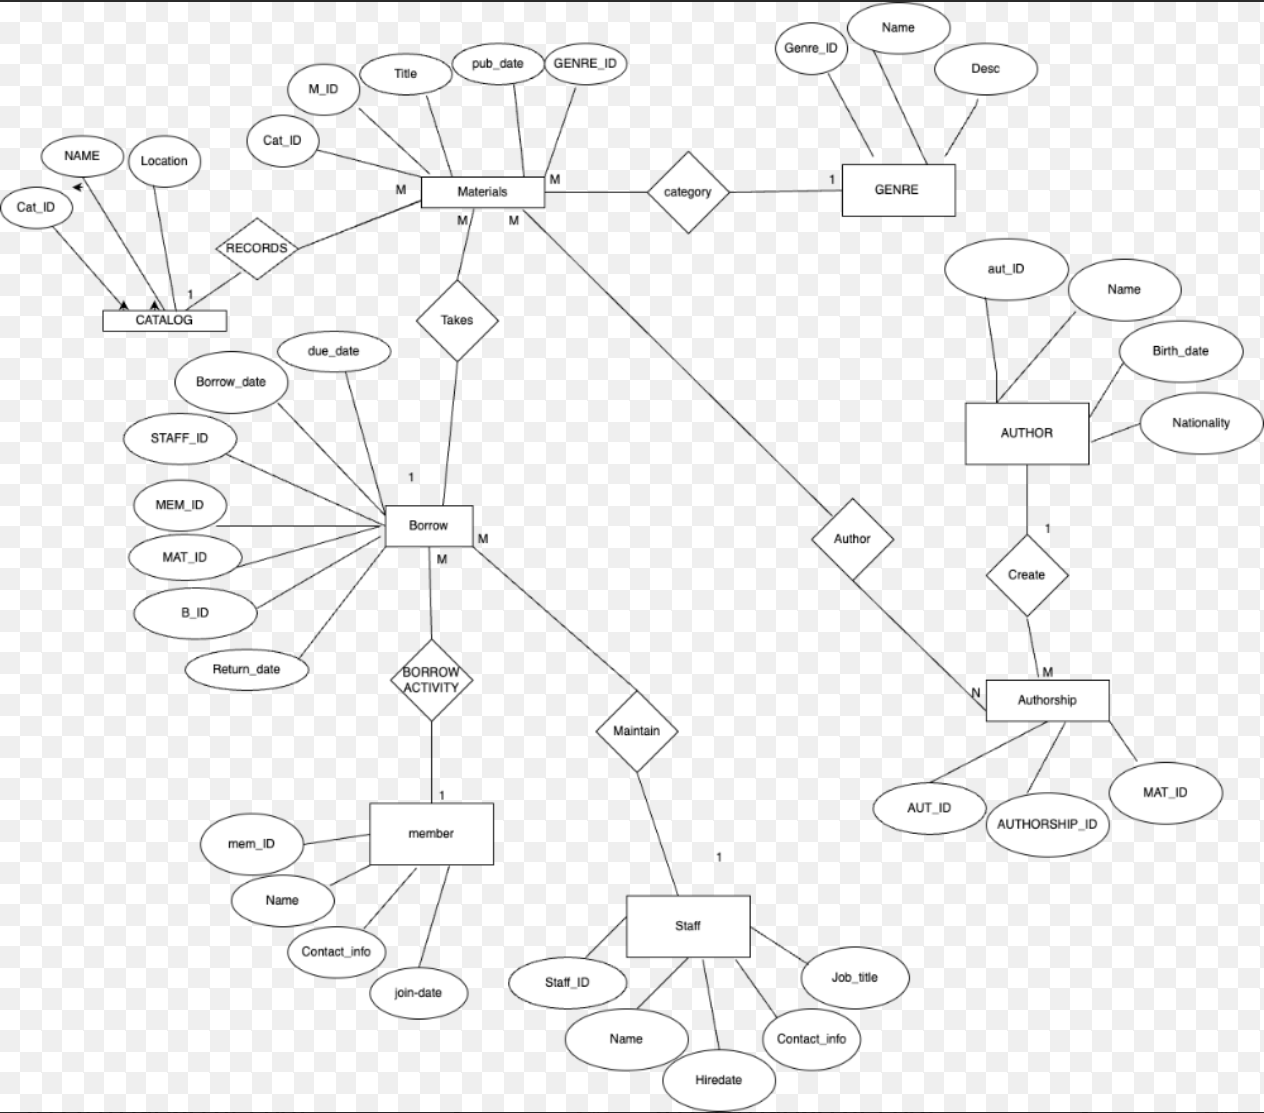 Name
Genre_ID
Desc
pub_date
GENRE_ID
Title
M_ID
Cat_ID
NAME
Location
Cat_ID
M
Materials
M
category
1
GENRE
M
M
RECORDS
1
CATALOG
Takes
aut_ID
Name
Birth_date
Nationality
AUTHOR
due_date
Borrow_date
STAFF_ID
MEM_ID
MAT_ID
B_ID
Return_date
1
Borrow
M
M
Author
1
Create
M
N
Authorship
AUT_ID
AUTHORSHIP_ID
MAT_ID
BORROW
ACTIVITY
Maintain
1
member
mem_ID
Name
Contact_info
join-date
1
Staff
Staff_ID
Name
Hiredate
Contact_info
Job_title